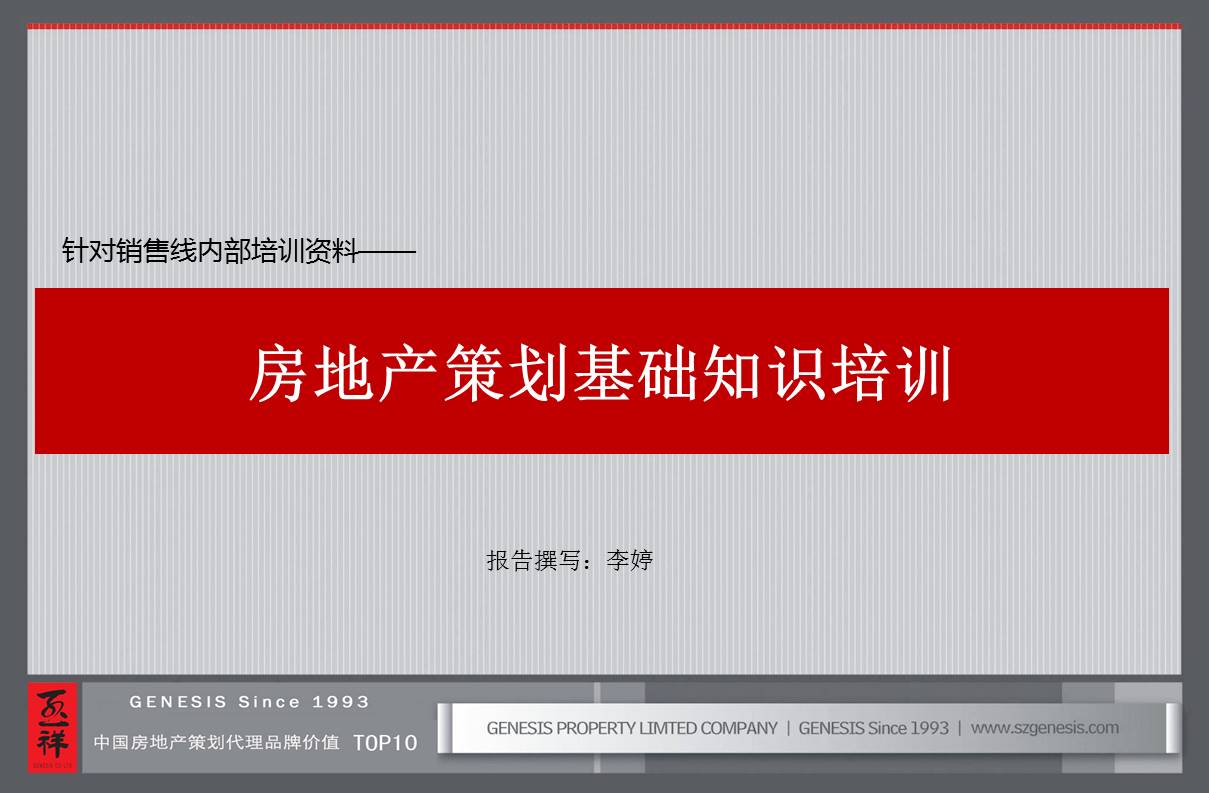 针对销售线内部培训资料——
房地产策划基础知识培训
报告撰写：李婷
GENESIS Since 1993
中国房地产策划代理品牌价值 TOP10
GENESIS PROPERTY LIMTED COMPANY | GENESIS Since 1993 | www.szgenesis.com